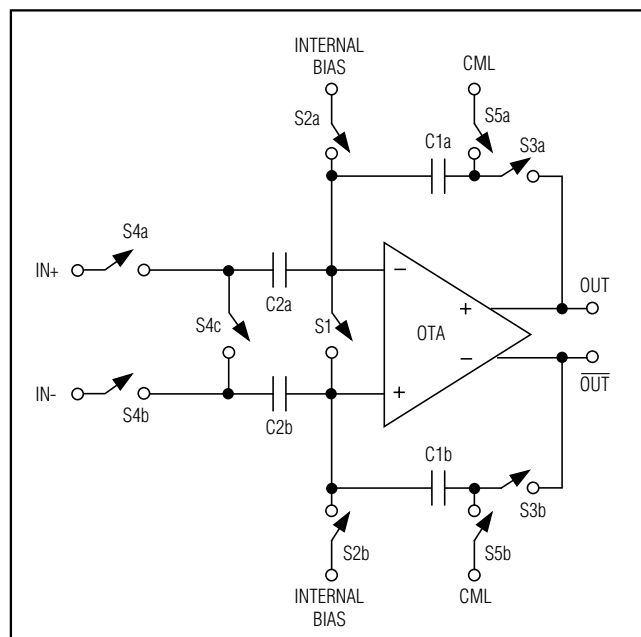 INTERNAL
BIAS
CML
S2a
S5a
C1a
S3a
S4a
IN+
C2a
S4c
S1
−
+
OTA
−
+
OUT
OUT
IN-
S4b
C2b
C1b
S3b
S2b
S5b
INTERNAL
BIAS
CML